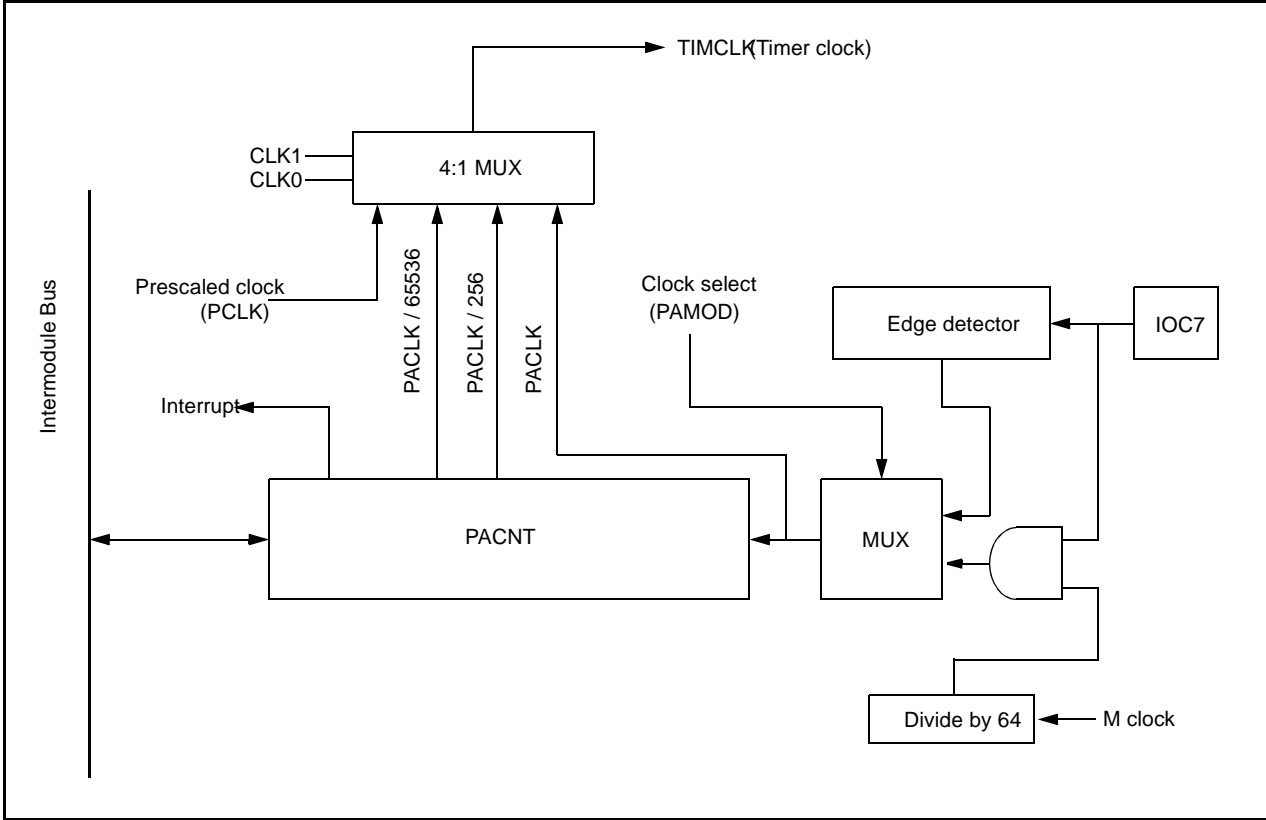 TIMCLK(Timer clock)
CLK1
CLK0
4:1 MUX
Intermodule Bus
Prescaled clock
(PCLK)
PACLK / 65536
PACLK / 256
PACLK
Clock select
(PAMOD)
Edge detector
IOC7
Interrupt
PACNT
MUX
Divide by 64
M clock